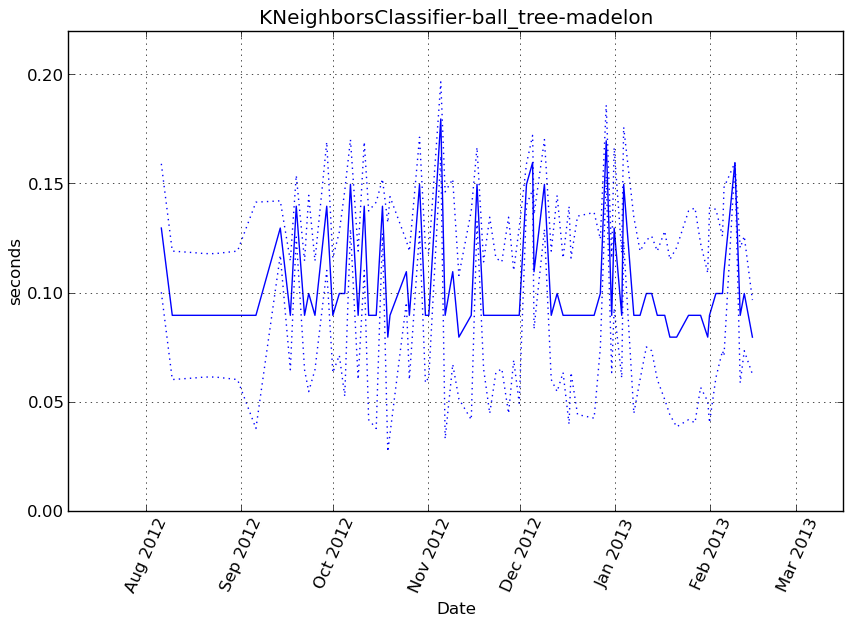 KNeighborsClassifier-ball_tree-madelon
0.20
0.15
0.10
0.05
0.00
seconds
Aug 2012
Sep 2012
Oct 2012
Nov 2012
Dec 2012
Jan 2013
Feb 2013
Mar 2013
Date